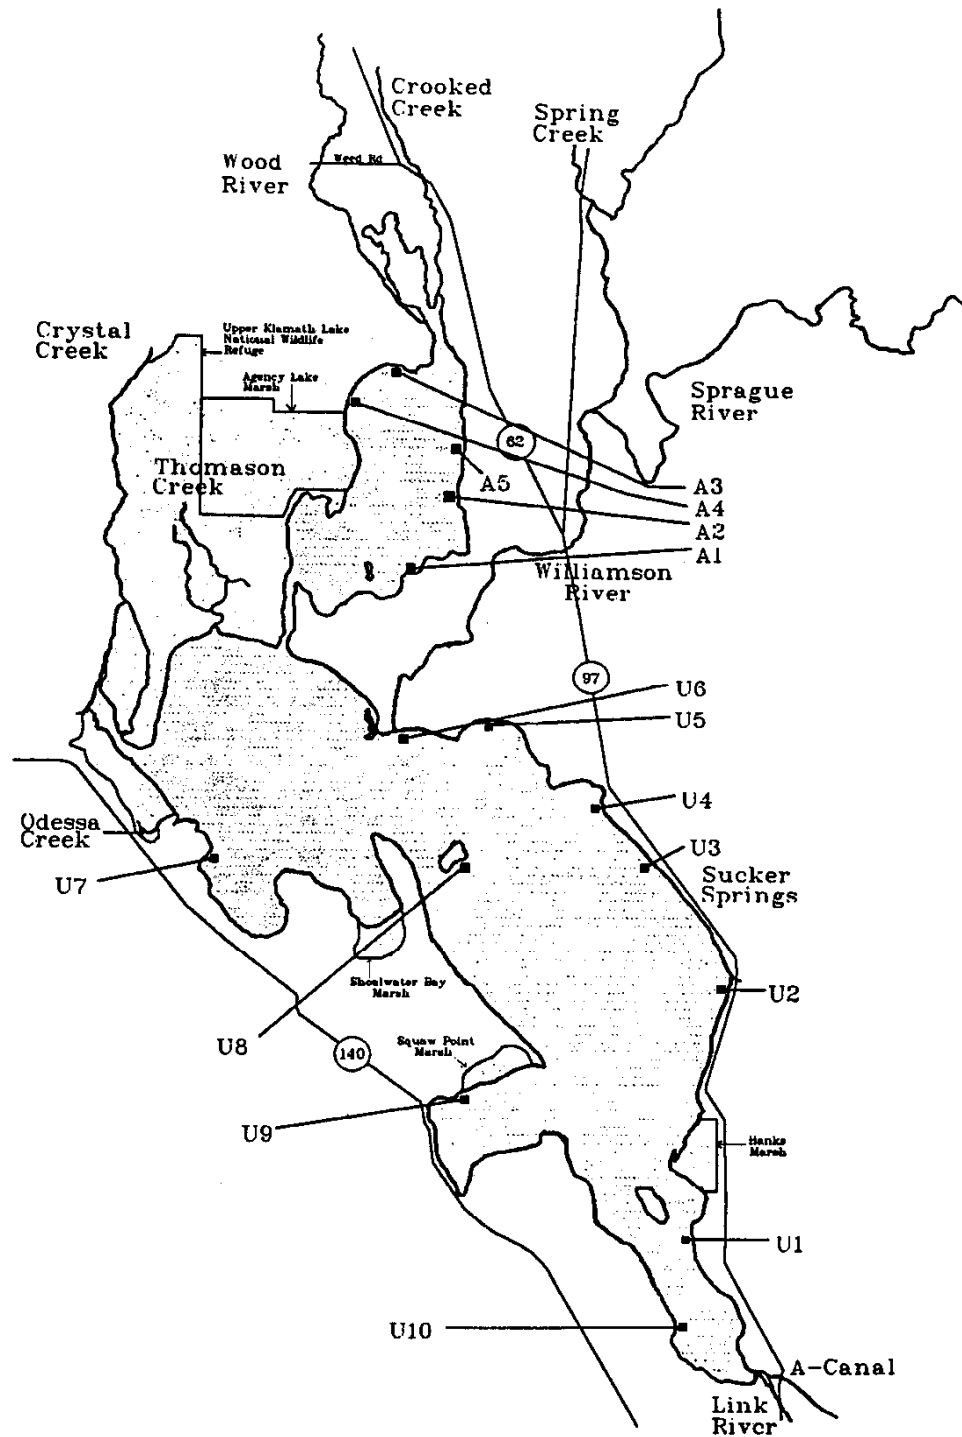 Crooked
Creek
Spring
Creek
Wood
River
Weed Rd
Crystal
Creek
Upper Klamath Lake
National Wildlife
Refuge
Agency Lake
Marsh
Sprague
River
62
Thomason
Creek
A5
A3
A4
A2
A1
Williamson
River
97
U6
U5
U4
Odessa
Creek
U3
Sucker
Springs
U7
Shoalwater Bay
Marsh
U2
U8
Squaw Point
Marsh
140
U9
Hanks
Marsh
U1
U10
A-Canal
Link
River